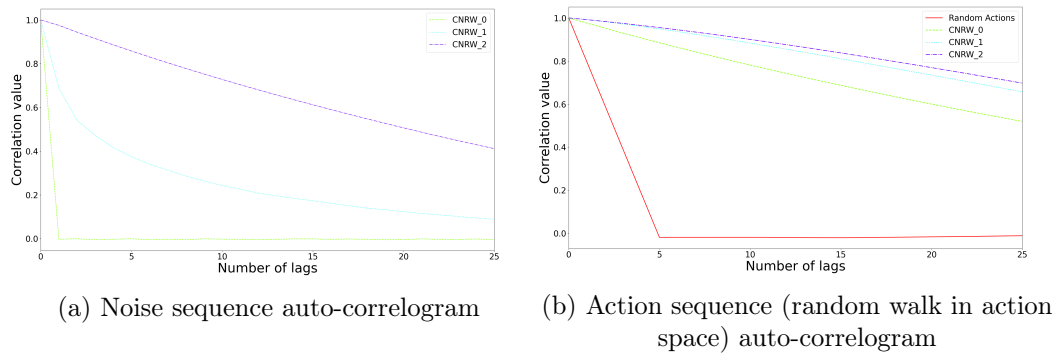 CNRW_0
CNRW_1
CNRW_2
Correlation value
1.0
0.8
0.6
0.4
0.2
0.0
0 5 10 15 20 25
Number of lags
(a) Noise sequence auto-correlogram
Random Actions
CNRW_0
CNRW_1
CNRW_2
Correlation value
1.0
0.8
0.6
0.4
0.2
0.0
0 5 10 15 20 25
Number of lags
(b) Action sequence (random walk in action
space) auto-correlogram